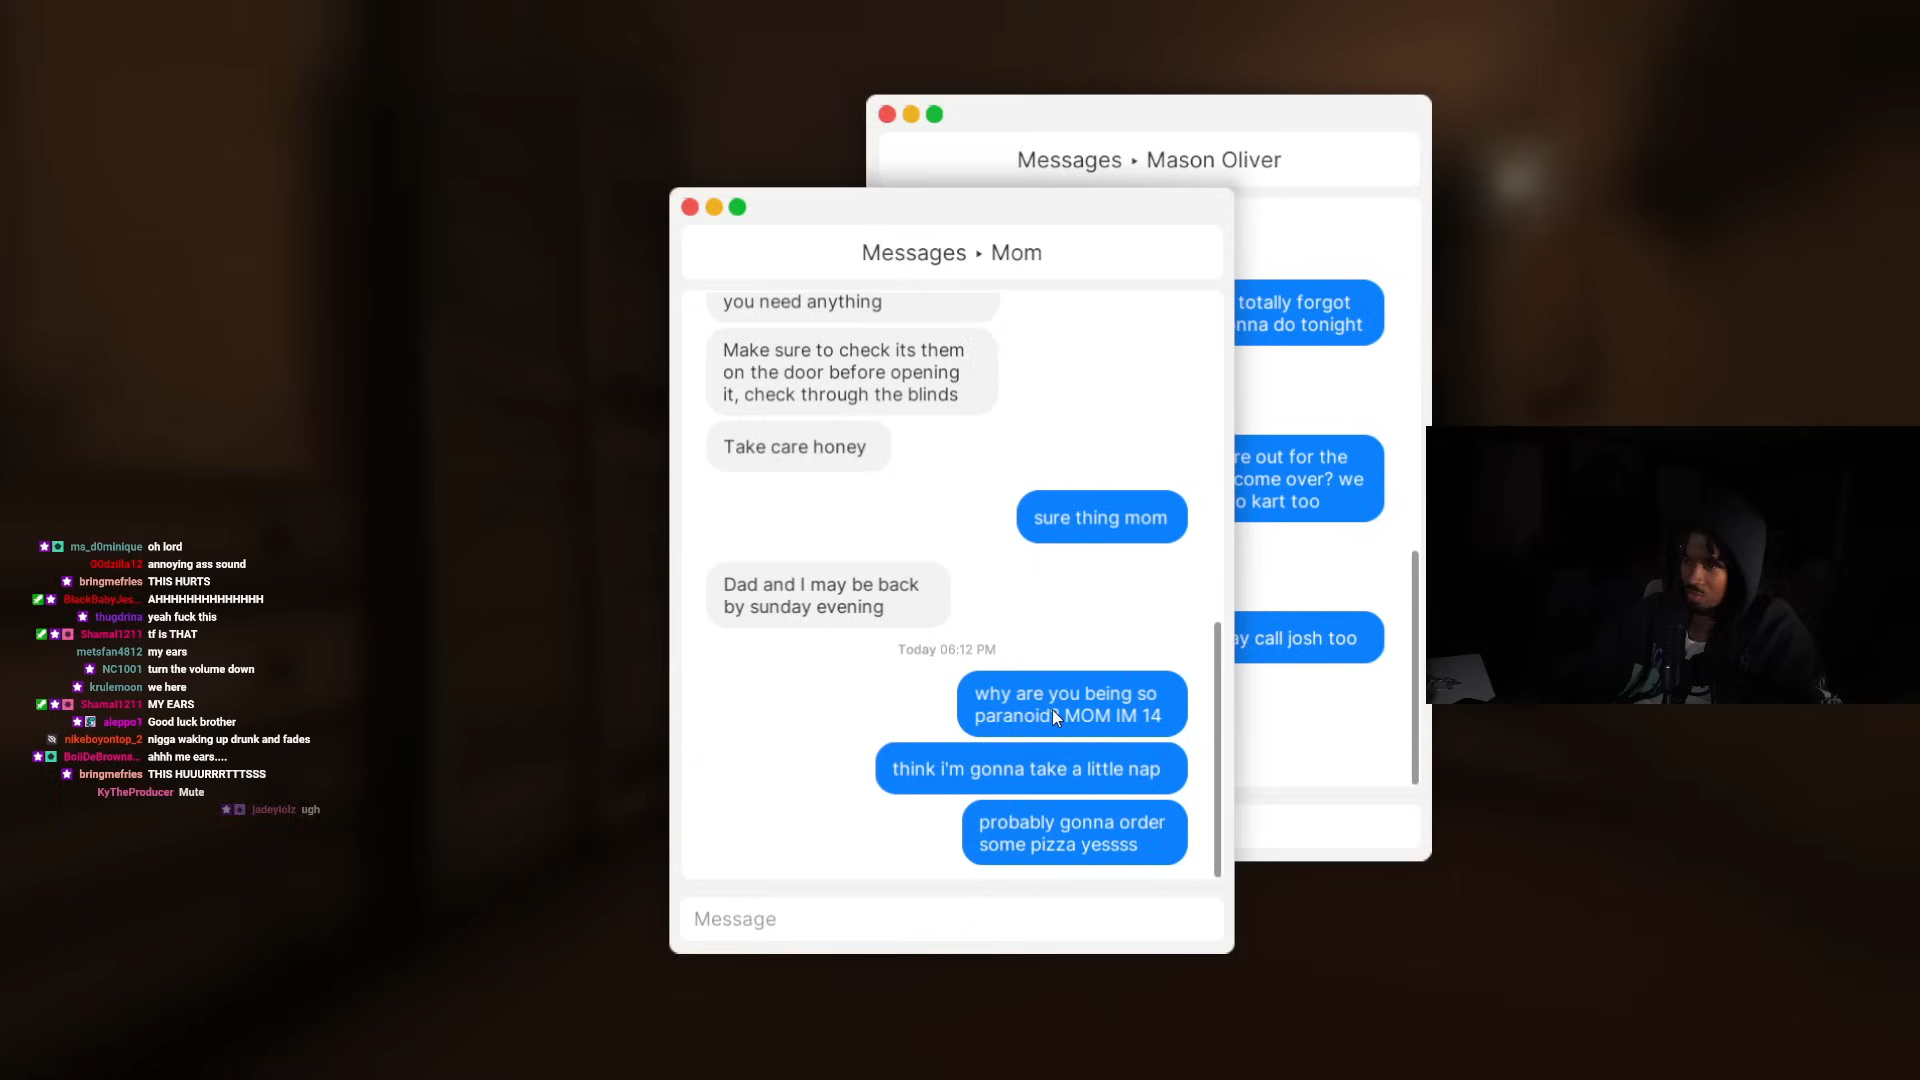 Messages ▸ Mason Oliver
totally forgot
nna do tonight
re out for the
come over? we
o kart too
ay call josh too
Messages ▸ Mom
you need anything
Make sure to check its them
on the door before opening
it, check through the blinds
Take care honey
sure thing mom
Dad and I may be back
by sunday evening
Today 06:12 PM
why are you being so
paranoid? MOM IM 14
think i'm gonna take a little nap
probably gonna order
some pizza yessss
Message
ms_d0minique oh lord
G0dzilla12 annoying ass sound
bringmefries THIS HURTS
BlackBabyJes... AHHHHHHHHHHHHHH
thugdrina yeah fuck this
Shamal1211 tf is THAT
metsfan4812 my ears
NC1001 turn the volume down
krulemoon we here
Shamal1211 MY EARS
aleppo1 Good luck brother
nikeboyontop_2 nigga waking up drunk and fades
BoiiDeBrowns... ahhh me ears....
bringmefries THIS HUUURRRTTTSSS
KyTheProducer Mute
jadeylolz ugh